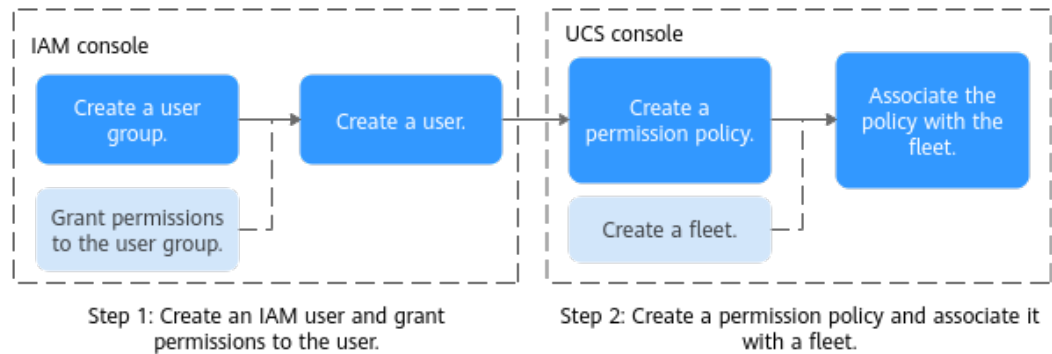 IAM console
Create a user
group.
Create a user.
Grant permissions
to the user group.
Step 1: Create an IAM user and grant
permissions to the user.
UCS console
Create a
permission policy.
Associate the
policy with the
fleet.
Create a fleet.
Step 2: Create a permission policy and associate it
with a fleet.